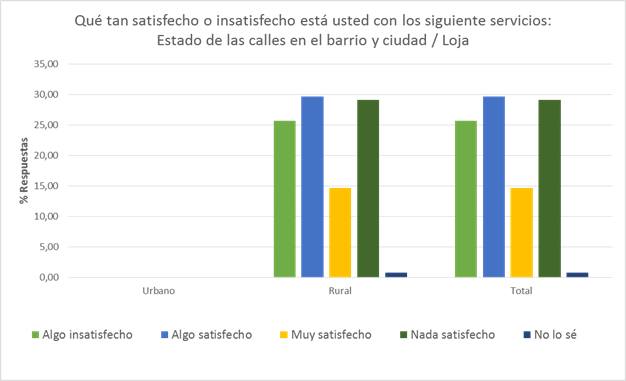 Qué tan satisfecho o insatisfecho está usted con los siguiente servicios:
Estado de las calles en el barrio y ciudad / Loja
35,00
30,00
25,00
20,00
15,00
10,00
5,00
0,00
% Respuestas
Urbano
Rural
Total
Algo insatisfecho
Algo satisfecho
Muy satisfecho
Nada satisfecho
No lo sé